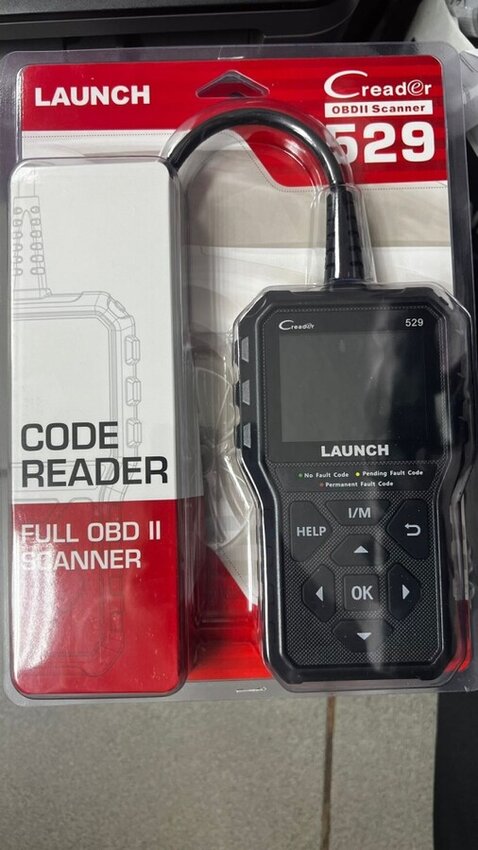 LAUNCH
Creader
OBDII Scanner
529
Creader
529
LAUNCH
No Fault Code Pending Fault Code
Permanent Fault Code
I/M
HELP
OK
CODE
READER
FULL OBD II
SCANNER